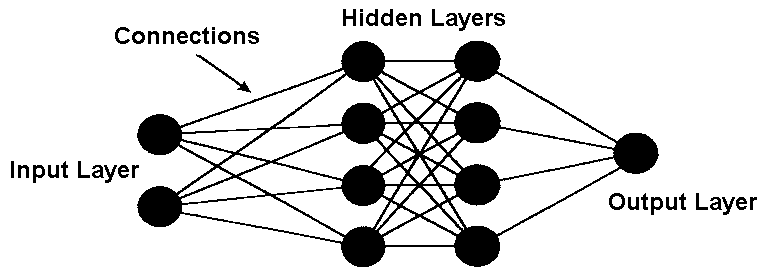 Hidden Layers
Connections
Input Layer
Output Layer